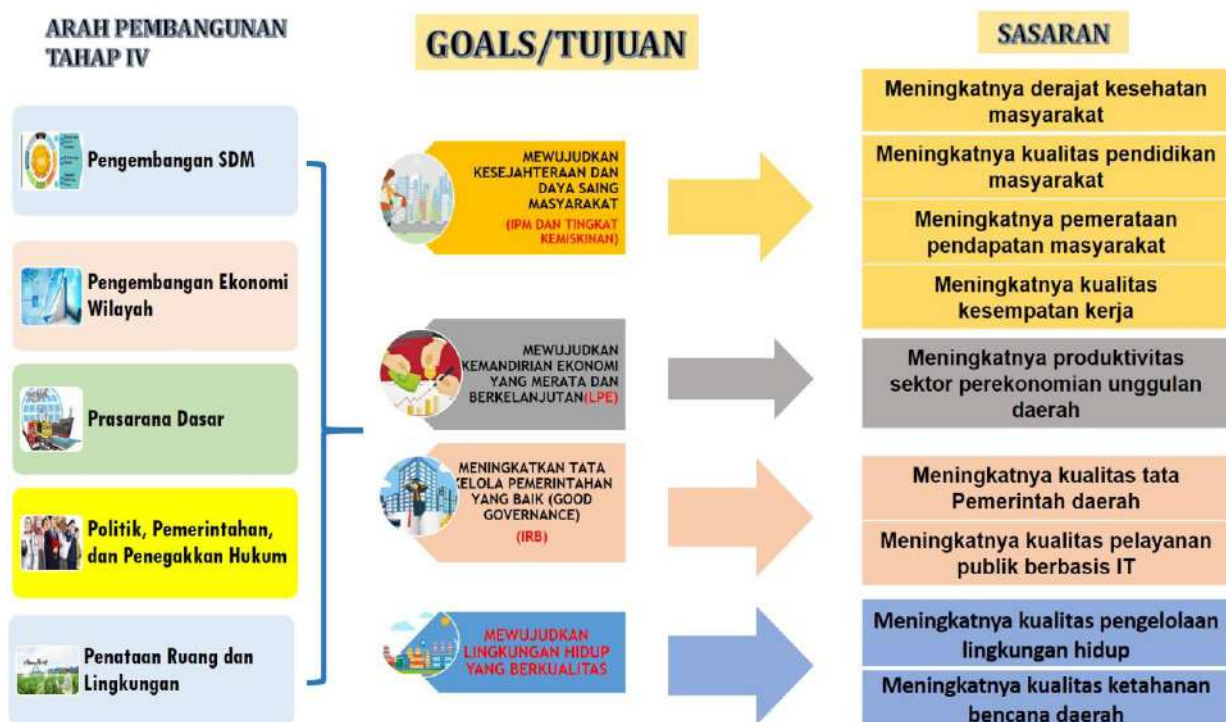 ARAH PEMBANGUNAN
TAHAP IV
Pengembangan SDM
Pengembangan Ekonomi
Wilayah
Prasarana Dasar
Politik, Pemerintahan,
dan Penegakkan Hukum
Penataan Ruang dan
Lingkungan
GOALS/TUJUAN
MEWUJUDKAN
KESEJAHTERAAN DAN
DAYA SAING
MASYARAKAT
(IPM DAN TINGKAT
KEMISKINAN)
MEWUJUDKAN
KEMANDIRIAN EKONOMI
YANG MERATA DAN
BERKELANJUTAN(LPE)
MENINGKATKAN TATA
KELOLA PEMERINTAHAN
YANG BAIK (GOOD
GOVERNANCE)
(IRB)
MEWUJUDKAN
LINGKUNGAN HIDUP
YANG BERKUALITAS
SASARAN
Meningkatnya derajat kesehatan
masyarakat
Meningkatnya kualitas pendidikan
masyarakat
Meningkatnya pemerataan
pendapatan masyarakat
Meningkatnya kualitas
kesempatan kerja
Meningkatnya produktivitas
sektor perekonomian unggulan
daerah
Meningkatnya kualitas tata
Pemerintah daerah
Meningkatnya kualitas pelayanan
publik berbasis IT
Meningkatnya kualitas pengelolaan
lingkungan hidup
Meningkatnya kualitas ketahanan
bencana daerah